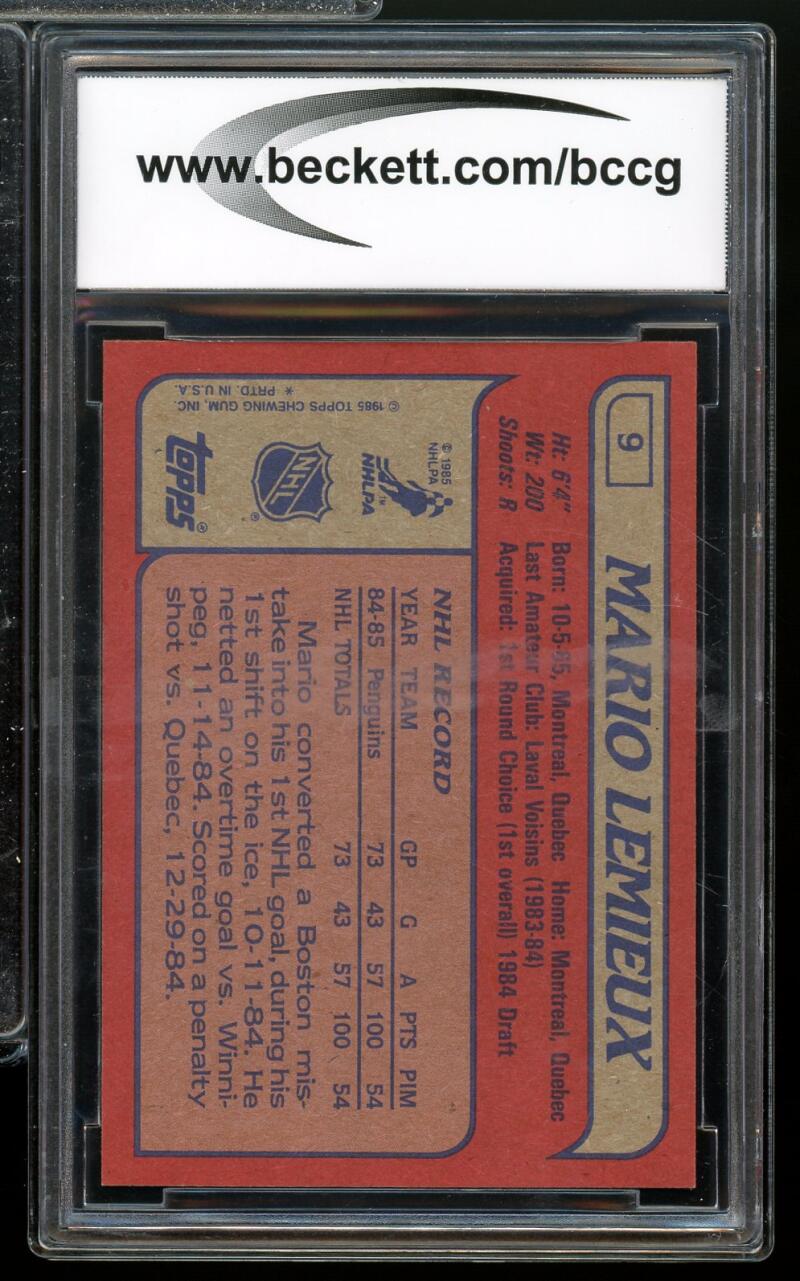 www.beckett.com/bccg
9
MARIO LEMIEUX
Ht: 6'4" Born: 10-5-65, Montreal, Quebec Home: Montreal, Quebec
Wt: 200 Last Amateur Club: Laval Voisins (1983-84)
Shoots: R Acquired: 1st Round Choice (1st overall) 1984 Draft
© 1985
NHLPA
NHLPA™
NHL®
topps®
© 1985 TOPPS CHEWING GUM, INC.
* PRTD. IN U.S.A.
NHL RECORD
YEAR TEAM GP G A PTS PIM
84-85 Penguins 73 43 57 100 54
NHL TOTALS 73 43 57 100 54
Mario converted a Boston mis-
take into his 1st NHL goal, during his
1st shift on the ice, 10-11-84. He
netted an overtime goal vs. Winni-
peg, 11-14-84. Scored on a penalty
shot vs. Quebec, 12-29-84.